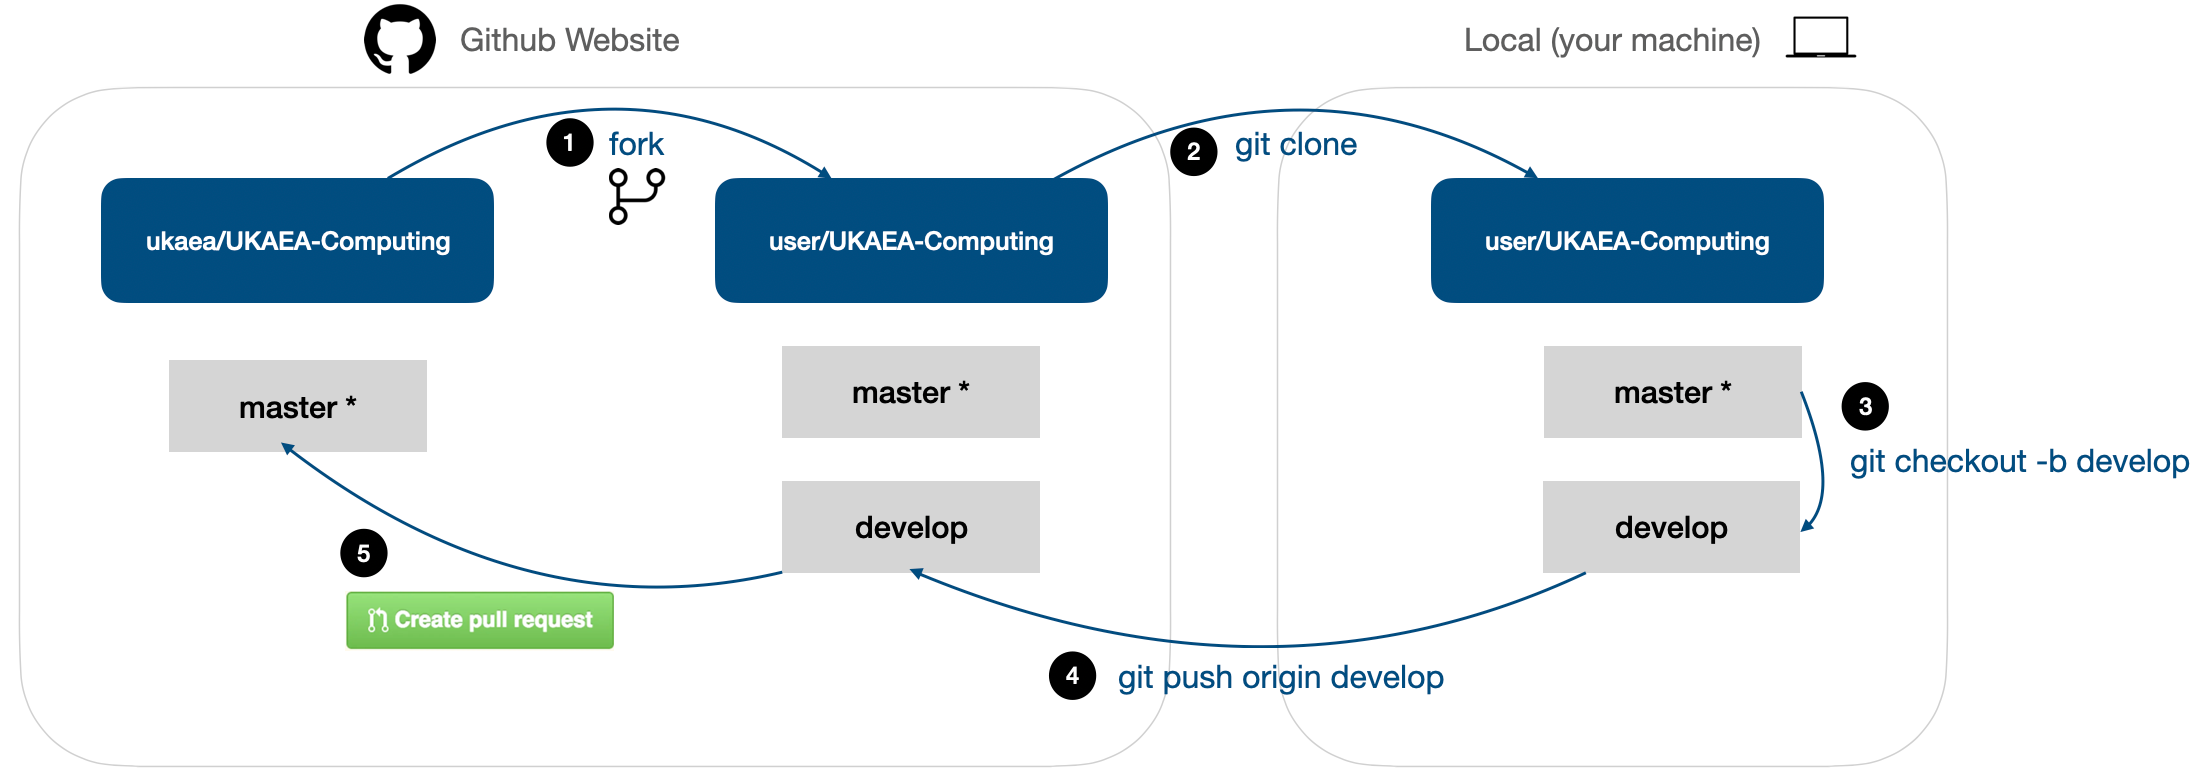 Github Website
Local (your machine)
1 fork
2 git clone
ukaea/UKAEA-Computing
user/UKAEA-Computing
user/UKAEA-Computing
master *
master *
master *
3
git checkout -b develop
develop
develop
5
Create pull request
4 git push origin develop